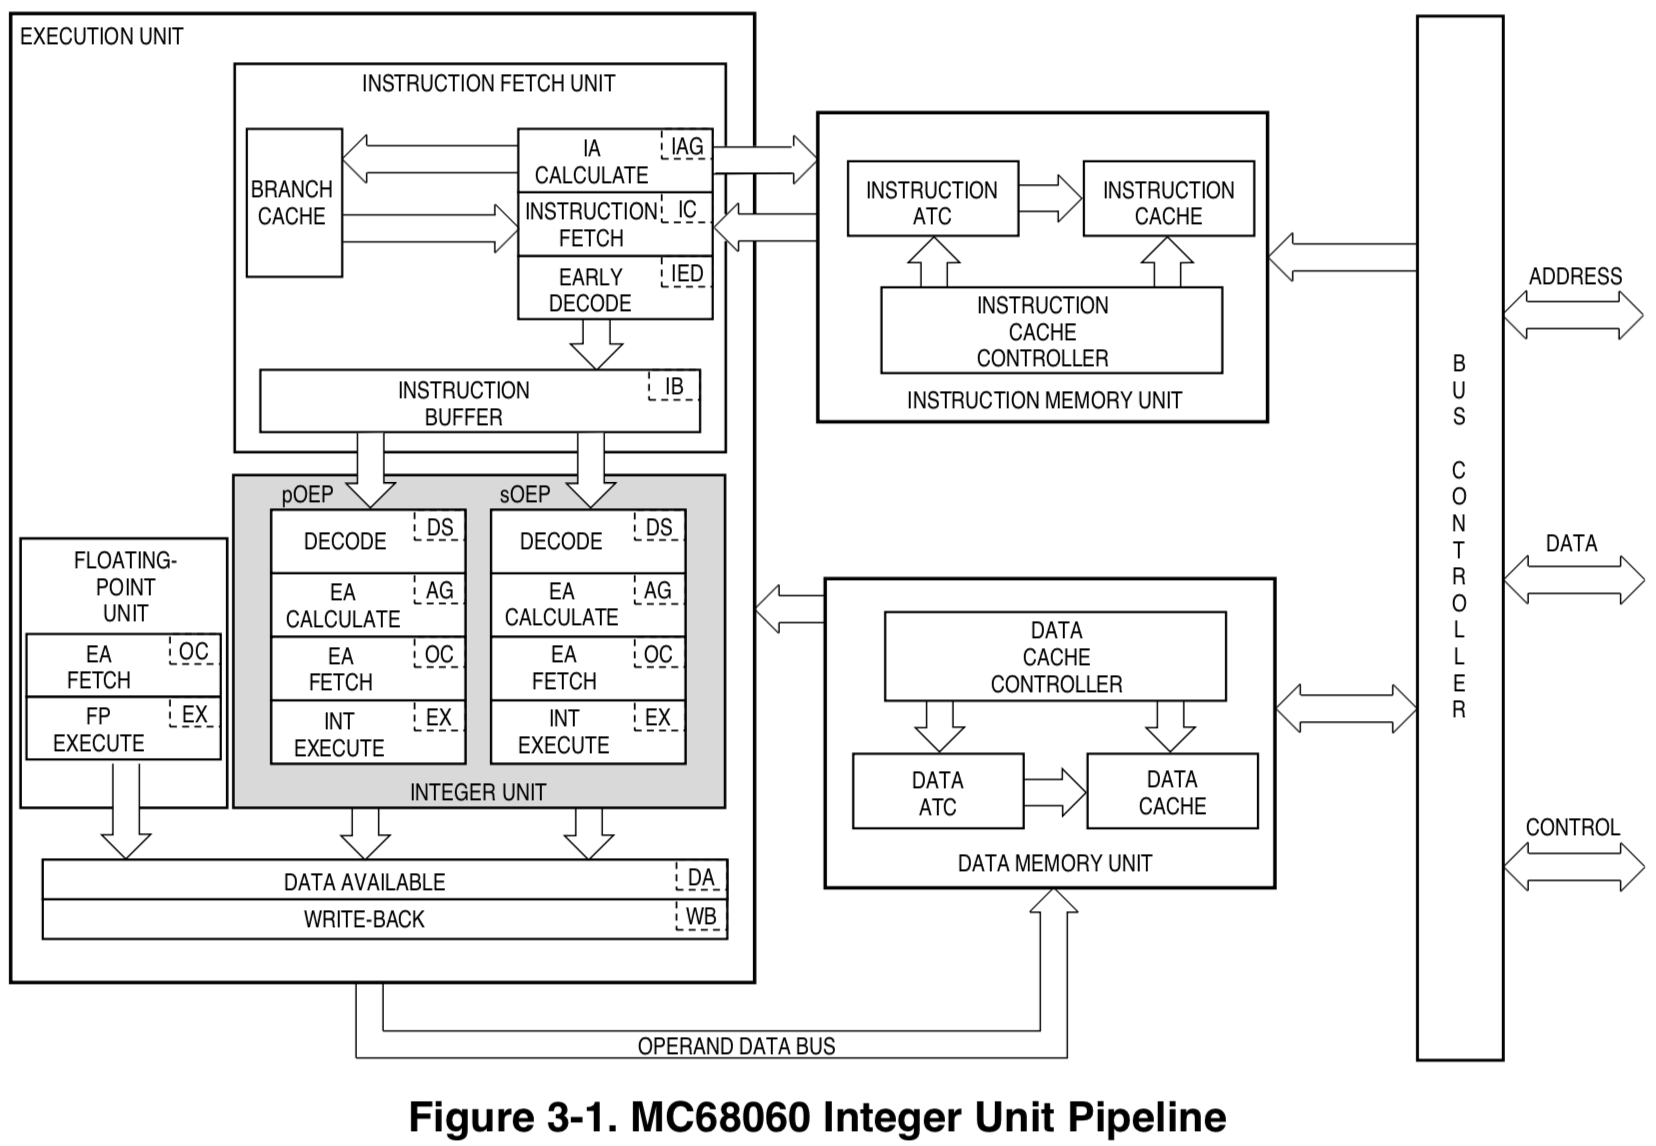 EXECUTION UNIT
INSTRUCTION FETCH UNIT
BRANCH
CACHE
IA
CALCULATE
IAG
INSTRUCTION
FETCH
IC
EARLY
DECODE
IED
INSTRUCTION
BUFFER
IB
pOEP
DECODE
DS
EA
CALCULATE
AG
EA
FETCH
OC
INT
EXECUTE
EX
sOEP
DECODE
DS
EA
CALCULATE
AG
EA
FETCH
OC
INT
EXECUTE
EX
INTEGER UNIT
FLOATING-
POINT
UNIT
EA
FETCH
OC
FP
EXECUTE
EX
DATA AVAILABLE
DA
WRITE-BACK
WB
INSTRUCTION
ATC
INSTRUCTION
CACHE
INSTRUCTION
CACHE
CONTROLLER
INSTRUCTION MEMORY UNIT
DATA
CACHE
CONTROLLER
DATA
ATC
DATA
CACHE
DATA MEMORY UNIT
OPERAND DATA BUS
BUS CONTROLLER
ADDRESS
DATA
CONTROL
Figure 3-1. MC68060 Integer Unit Pipeline